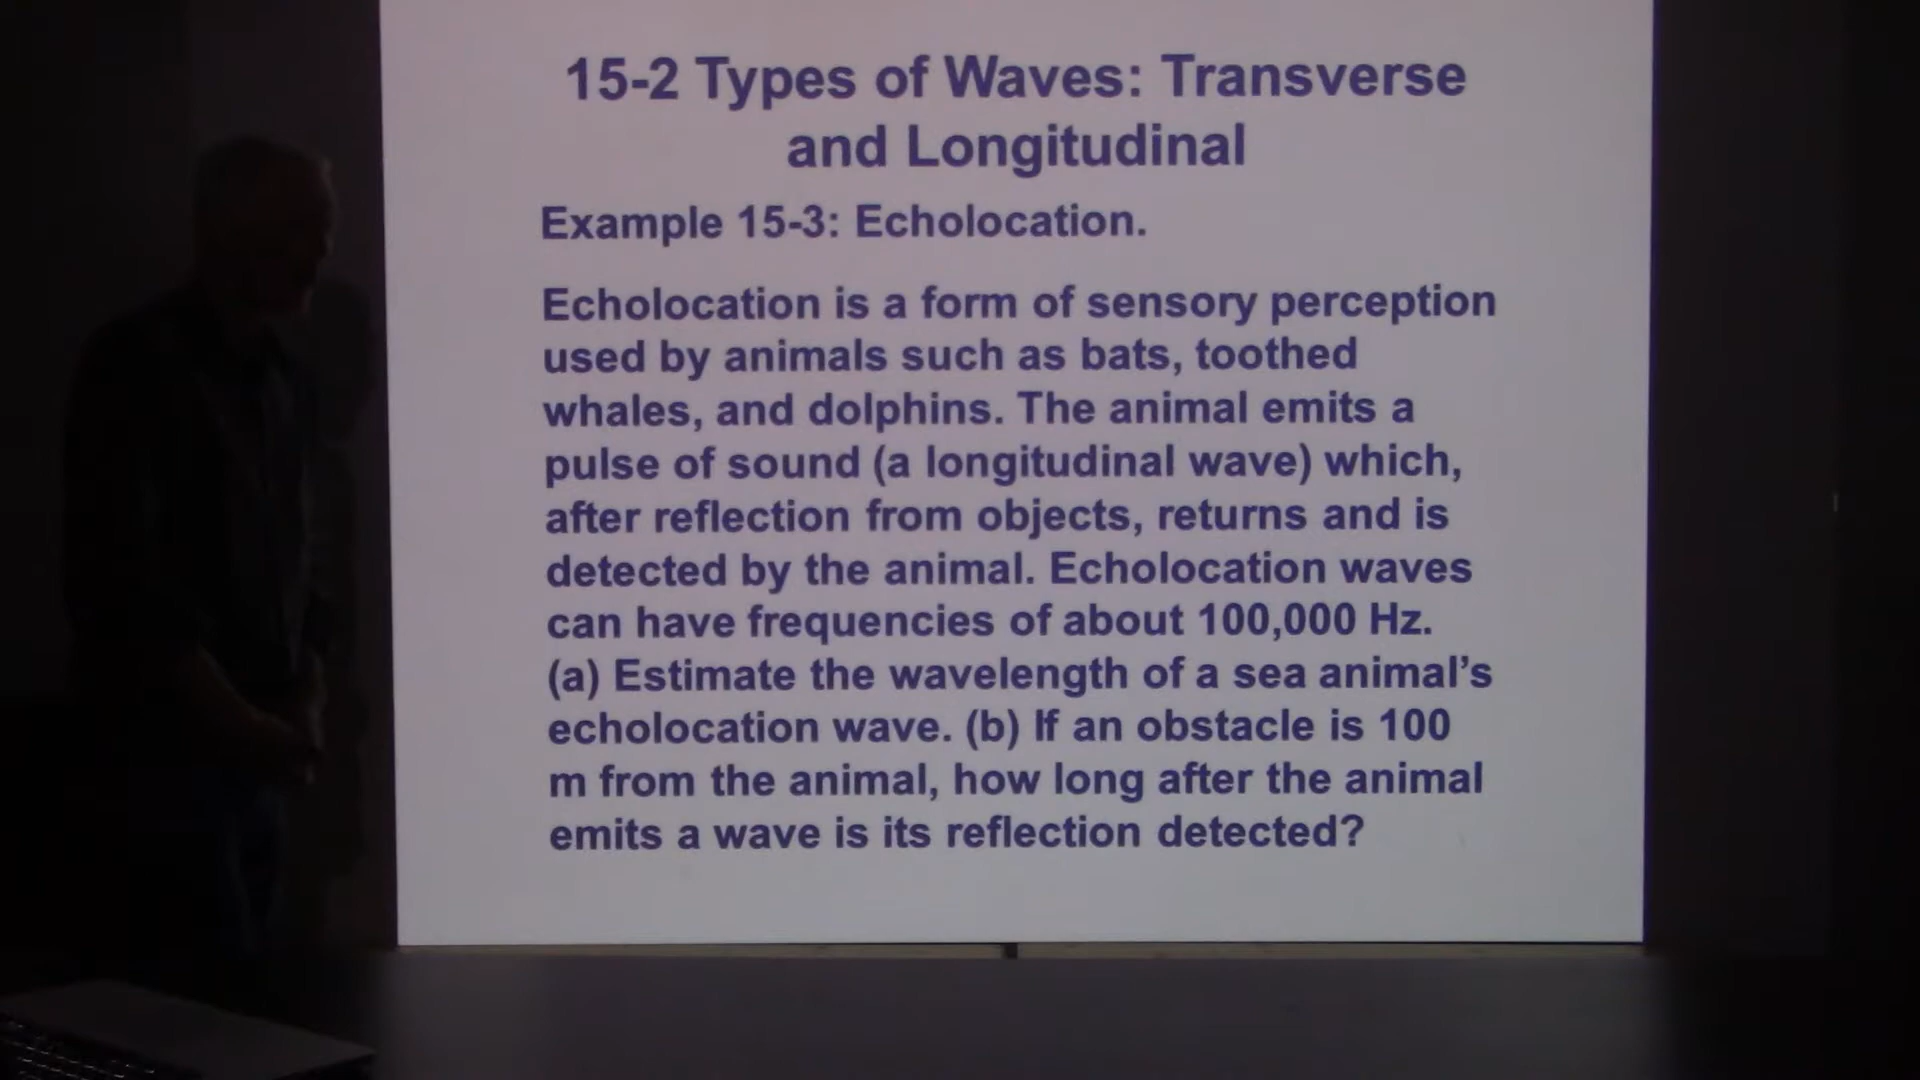 15-2 Types of Waves: Transverse
and Longitudinal
Example 15-3: Echolocation.
Echolocation is a form of sensory perception
used by animals such as bats, toothed
whales, and dolphins. The animal emits a
pulse of sound (a longitudinal wave) which,
after reflection from objects, returns and is
detected by the animal. Echolocation waves
can have frequencies of about 100,000 Hz.
(a) Estimate the wavelength of a sea animal’s
echolocation wave. (b) If an obstacle is 100
m from the animal, how long after the animal
emits a wave is its reflection detected?